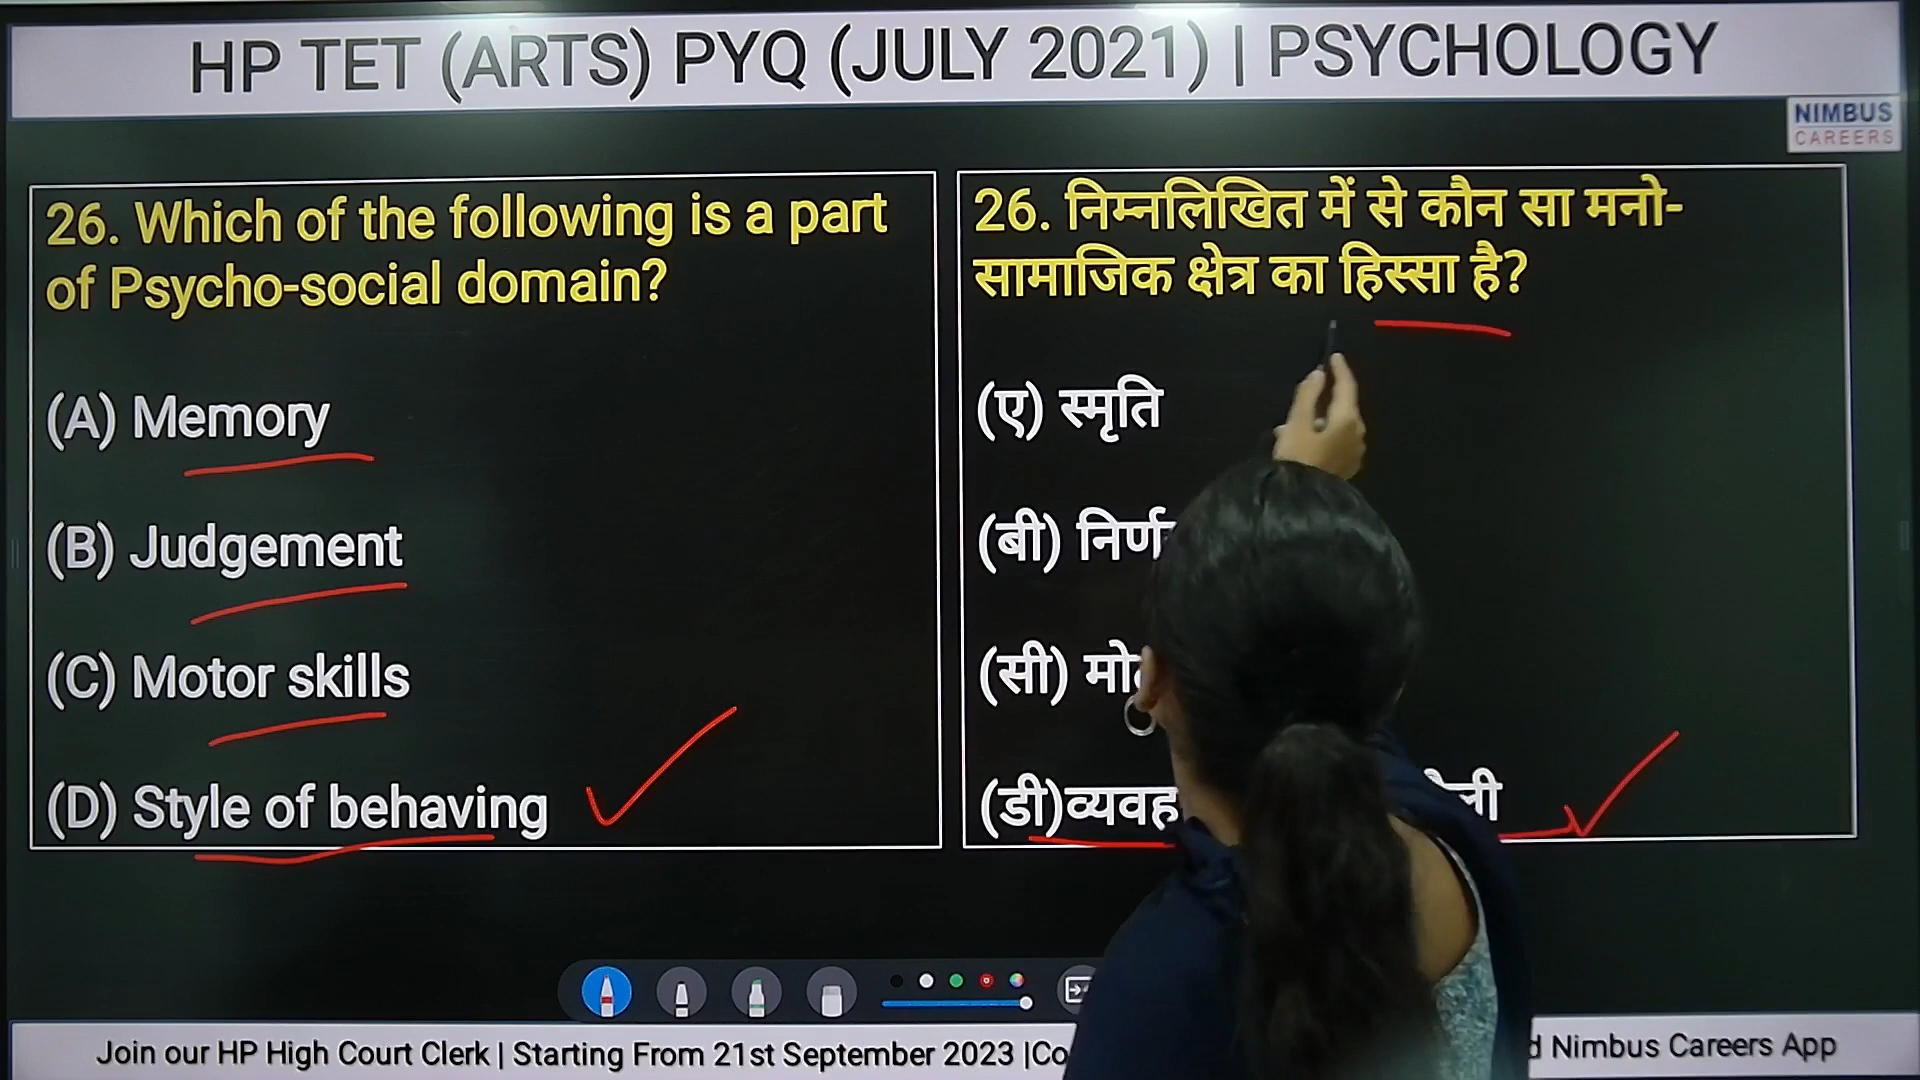 HP TET (ARTS) PYQ (JULY 2021) | PSYCHOLOGY
NIMBUS
CAREERS
26. Which of the following is a part
of Psycho-social domain?
(A) Memory
(B) Judgement
(C) Motor skills
(D) Style of behaving
26. निम्नलिखित में से कौन सा मनो-
सामाजिक क्षेत्र का हिस्सा है?
(ए) स्मृति
(बी)
(सी)
(डी)
Join our HP High Court Clerk | Starting From 21st September 2023 |
Nimbus Careers App